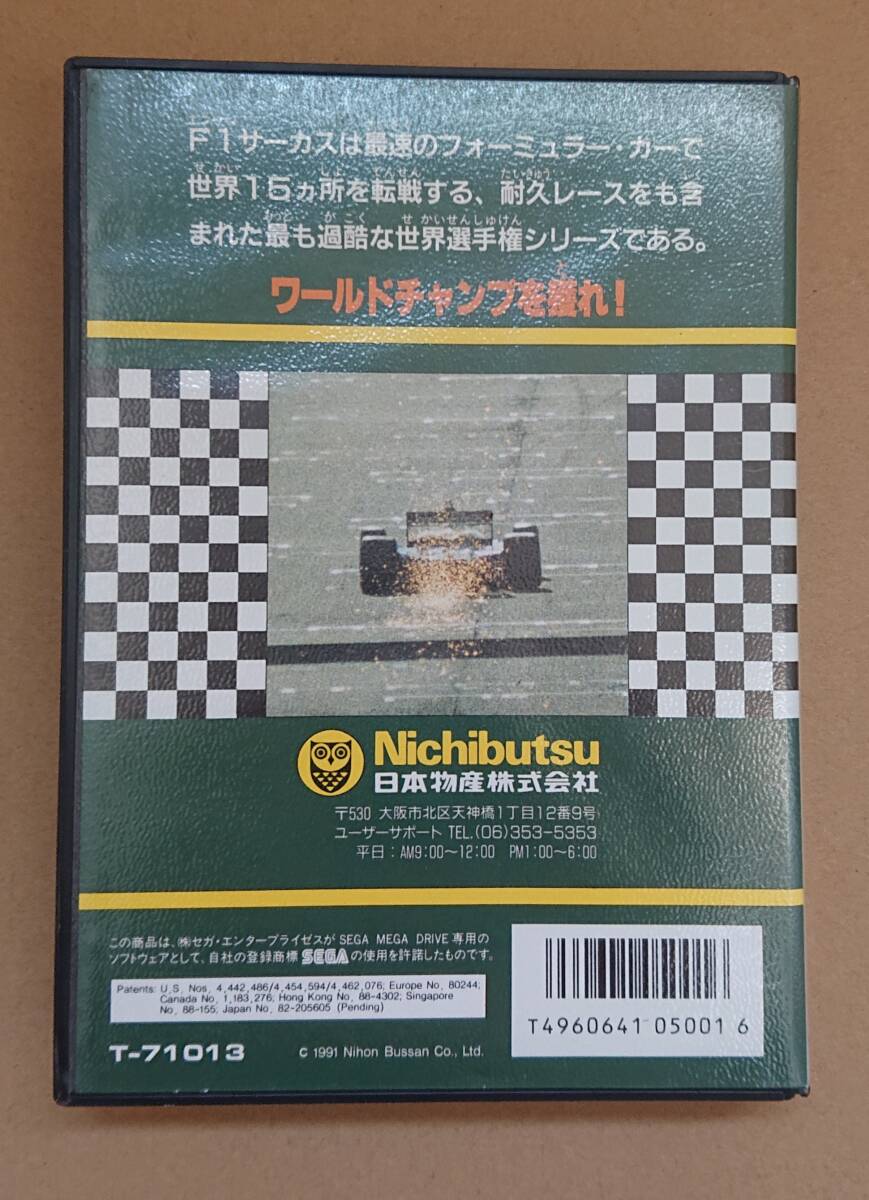 F1サーカスは最速のフォーミュラー・カーで
世界15ヵ所を転戦する、耐久レースをも含
まれた最も過酷な世界選手権シリーズである。
ワールドチャンプを獲れ!
Nichibutsu
日本物産株式会社
〒530 大阪市北区天神橋1丁目12番9号
ユーザーサポート TEL.(06)353-5353
平日:AM9:00〜12:00 PM1:00〜6:00
この商品は、㈱セガ・エンタープライゼスがSEGA MEGA DRIVE専用の
ソフトウェアとして、自社の登録商標SEGAの使用を許諾したものです。
Patents: U.S. Nos. 4,442,486/4,454,594/4,462,076; Europe No. 80244;
Canada No. 1,183,276; Hong Kong No. 88-4302; Singapore
No. 88-155; Japan No. 82-205605 (Pending)
T-71013
© 1991 Nihon Bussan Co., Ltd.
T4960641 05001 6